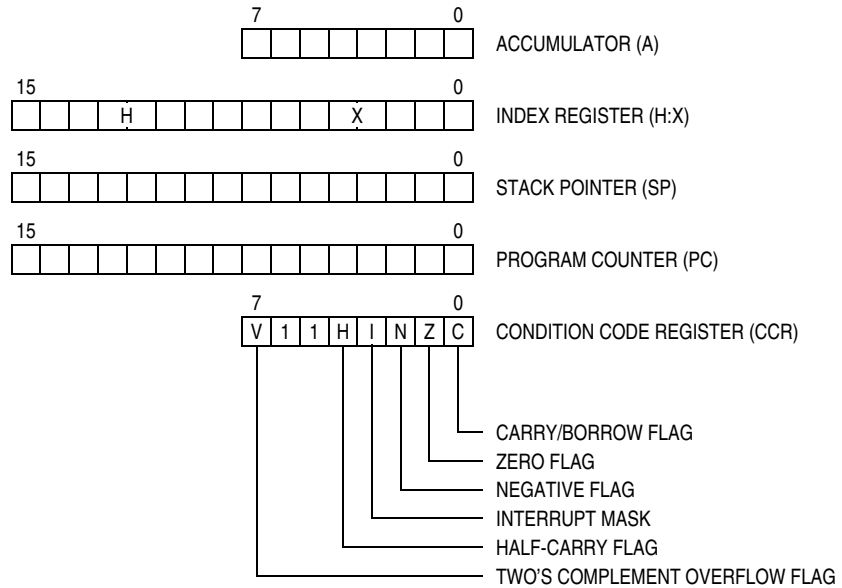 7 0
ACCUMULATOR (A)
15 0
H X INDEX REGISTER (H:X)
15 0
STACK POINTER (SP)
15 0
PROGRAM COUNTER (PC)
7 0
V 1 1 H I N Z C CONDITION CODE REGISTER (CCR)
CARRY/BORROW FLAG
ZERO FLAG
NEGATIVE FLAG
INTERRUPT MASK
HALF-CARRY FLAG
TWO'S COMPLEMENT OVERFLOW FLAG